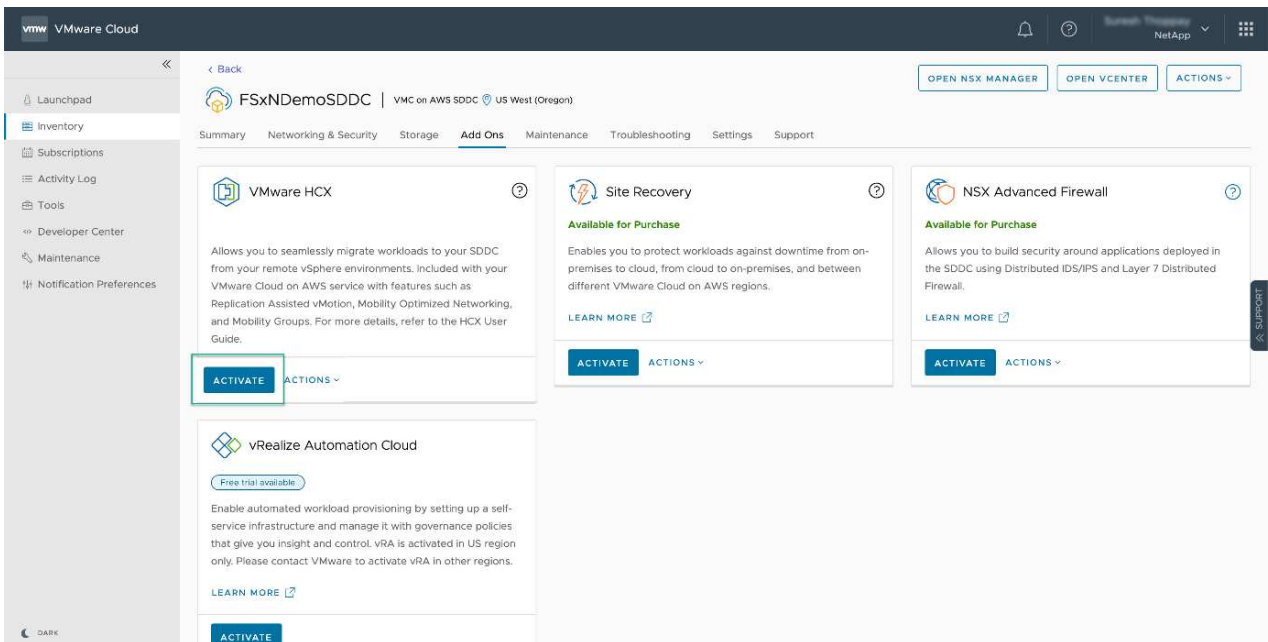 vmw VMware Cloud
NetApp
< Back
OPEN NSX MANAGER
OPEN VCENTER
ACTIONS
FSxNDemoSDDC | VMC on AWS SDDC US West (Oregon)
Launchpad
Inventory
Subscriptions
Activity Log
Tools
Developer Center
Maintenance
Notification Preferences
DARK
Summary Networking & Security Storage Add Ons Maintenance Troubleshooting Settings Support
VMware HCX
Allows you to seamlessly migrate workloads to your SDDC
from your remote vSphere environments. Included with your
VMware Cloud on AWS service with features such as
Replication Assisted vMotion, Mobility Optimized Networking,
and Mobility Groups. For more details, refer to the HCX User
Guide.
ACTIVATE ACTIONS
Site Recovery
Available for Purchase
Enables you to protect workloads against downtime from on-
premises to cloud, from cloud to on-premises, and between
different VMware Cloud on AWS regions.
LEARN MORE
ACTIVATE ACTIONS
NSX Advanced Firewall
Available for Purchase
Allows you to build security around applications deployed in
the SDDC using Distributed IDS/IPS and Layer 7 Distributed
Firewall.
LEARN MORE
ACTIVATE ACTIONS
SUPPORT
vRealize Automation Cloud
Free trial available
Enable automated workload provisioning by setting up a self-
service infrastructure and manage it with governance policies
that give you insight and control. vRA is activated in US region
only. Please contact VMware to activate vRA in other regions.
LEARN MORE
ACTIVATE